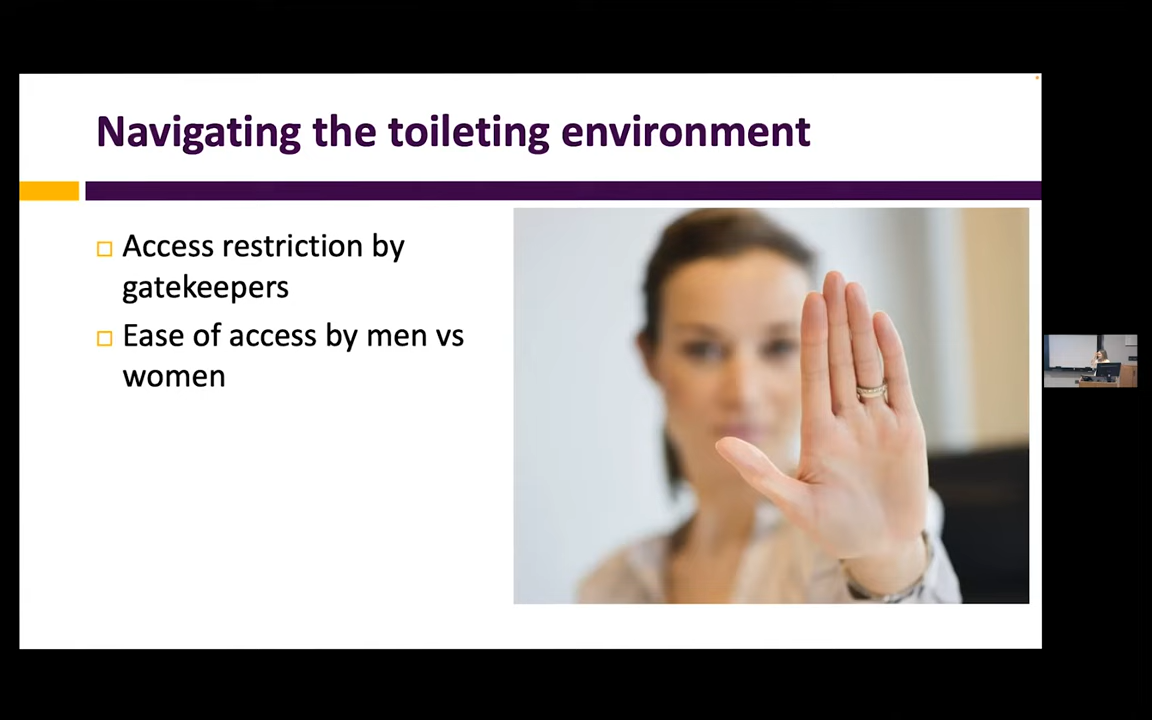 Navigating the toileting environment
Access restriction by
gatekeepers
Ease of access by men vs
women